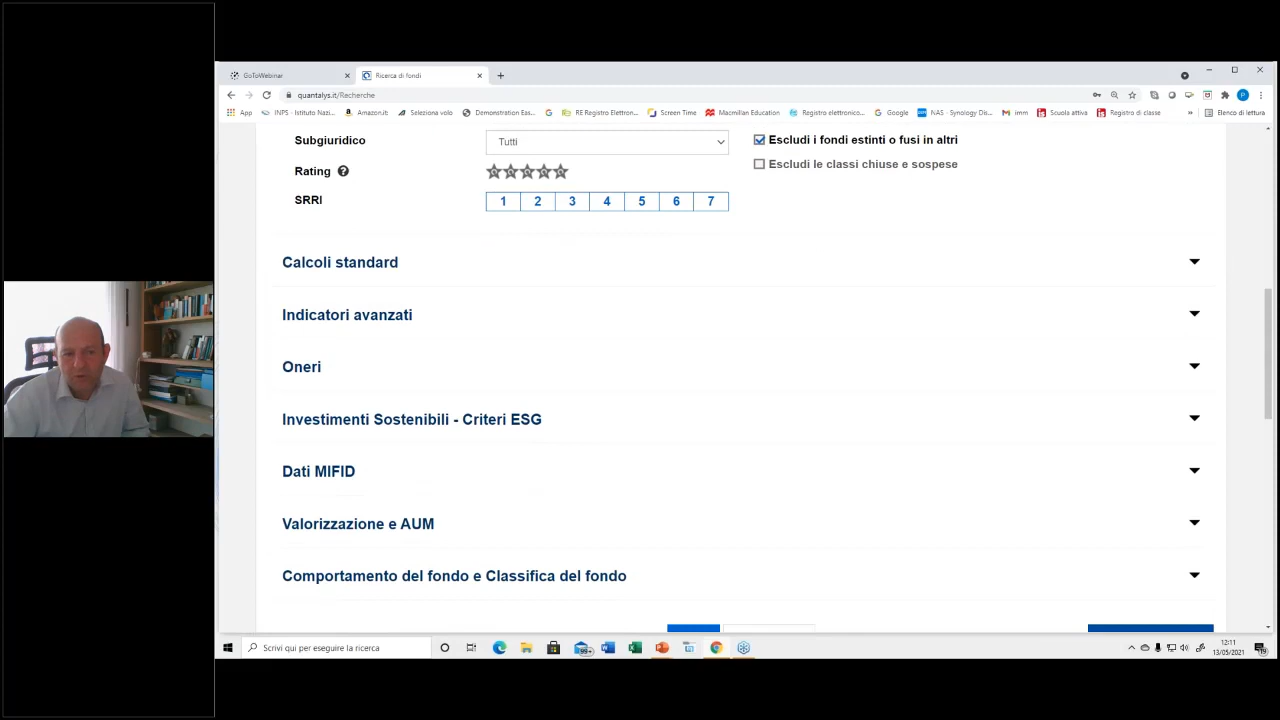 GoToWebinar
Ricerca di fondi
quantalys.it/Recherche
App
INPS - Istituto Nazi...
Amazon.it
Seleziona volo
Demonstration Eas...
RE Registro Elettron...
Screen Time
Macmillan Education
Registro elettronico...
Google
NAS - Synology Dis...
imm
Scuola attiva
Registro di classe
»
Elenco di lettura
Subgiuridico
Tutti
Escludi i fondi estinti o fusi in altri
Rating
Escludi le classi chiuse e sospese
SRRI
1 2 3 4 5 6 7
Calcoli standard
Indicatori avanzati
Oneri
Investimenti Sostenibili - Criteri ESG
Dati MIFID
Valorizzazione e AUM
Comportamento del fondo e Classifica del fondo
Scrivi qui per eseguire la ricerca
99+
12:11
13/05/2021